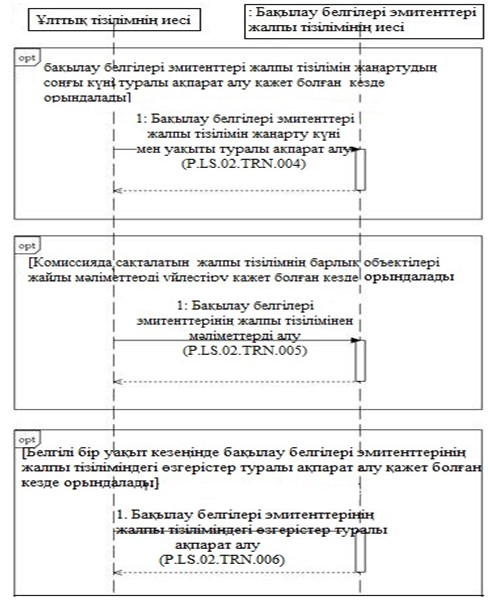 Ұлттық тізілімнің иесі
: Бақылау белгілері эмитенттері
жалпы тізілімінің иесі
opt
бақылау белгілері эмитенттері жалпы тізілімін жанартудың
соңғы күні туралы ақпарат алу қажет болған кезде
орындалады]
1: Бақылау белгілері эмитенттері
жалпы тізілімін жанарту күні
мен уақыты туралы ақпарат алу
(P.LS.02.TRN.004)
opt
[Комиссияда сақталатын жалпы тізілімнің барлық объектілері
жайлы мәліметтерді үйлестіру қажет болған кезде орындалады
1: Бақылау белгілері
эмитенттерінің жалпы тізілімінен
мәліметтерді алу
(P.LS.02.TRN.005)
opt
[Белгілі бір уақыт кезеңінде бақылау белгілері эмитенттерінің
жалпы тізіліміндегі өзгерістер туралы ақпарат алу қажет болған
кезде орындалады]
1. Бақылау белгілері эмитенттерінің
жалпы тізіліміндегі өзгерістер туралы
ақпарат алу
(P.LS.02.TRN.006)